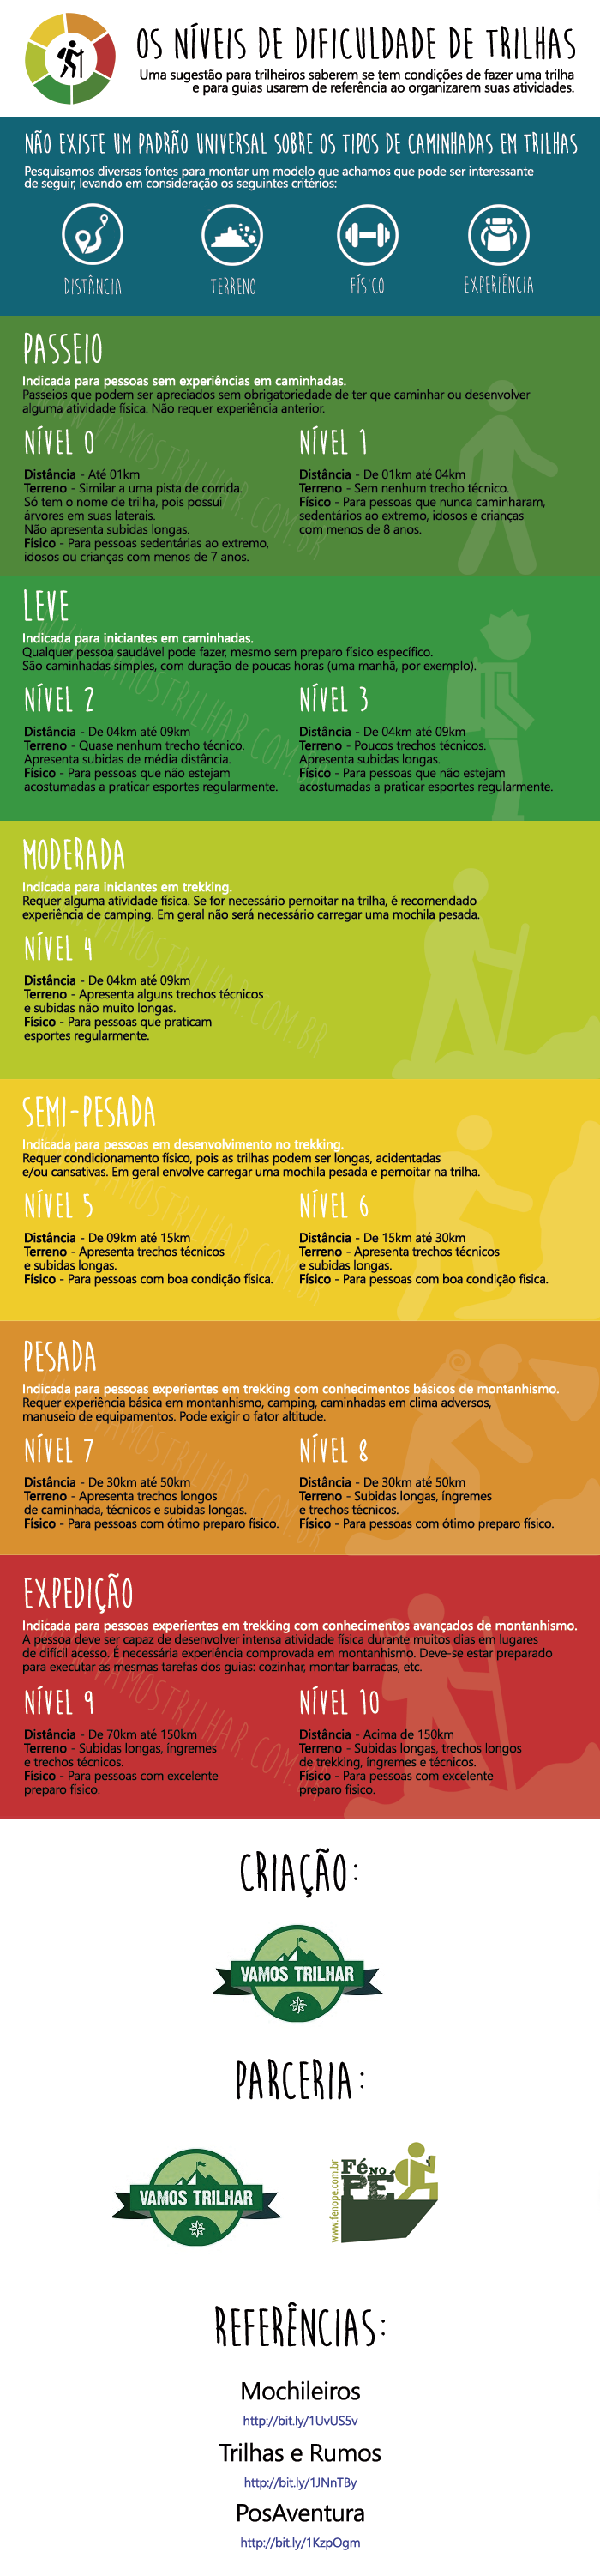 OS NÍVEIS DE DIFICULDADE DE TRILHAS
Uma sugestão para trilheiros saberem se tem condições de fazer uma trilha
e para guias usarem de referência ao organizarem suas atividades.
NÃO EXISTE UM PADRÃO UNIVERSAL SOBRE OS TIPOS DE CAMINHADAS EM TRILHAS
Pesquisamos diversas fontes para montar um modelo que achamos que pode ser interessante
de seguir, levando em consideração os seguintes critérios:
DISTÂNCIA
TERRENO
FÍSICO
EXPERIÊNCIA
PASSEIO
Indicada para pessoas sem experiências em caminhadas.
Passeios que podem ser apreciados sem obrigatoriedade de ter que caminhar ou desenvolver
alguma atividade física. Não requer experiência anterior.
NÍVEL 0
Distância - Até 01km
Terreno - Similar a uma pista de corrida.
Só tem o nome de trilha, pois possui
árvores em suas laterais.
Não apresenta subidas longas.
Físico - Para pessoas sedentárias ao extremo,
idosos ou crianças com menos de 7 anos.
NÍVEL 1
Distância - De 01km até 04km
Terreno - Sem nenhum trecho técnico.
Físico - Para pessoas que nunca caminharam,
sedentários ao extremo, idosos e crianças
com menos de 8 anos.
VAMOSTRILHAR.COM.BR
LEVE
Indicada para iniciantes em caminhadas.
Qualquer pessoa saudável pode fazer, mesmo sem preparo físico específico.
São caminhadas simples, com duração de poucas horas (uma manhã, por exemplo).
NÍVEL 2
Distância - De 04km até 09km
Terreno - Quase nenhum trecho técnico.
Apresenta subidas de média distância.
Físico - Para pessoas que não estejam
acostumadas a praticar esportes regularmente.
NÍVEL 3
Distância - De 04km até 09km
Terreno - Poucos trechos técnicos.
Apresenta subidas longas.
Físico - Para pessoas que não estejam
acostumadas a praticar esportes regularmente.
VAMOSTRILHAR.COM.BR
MODERADA
Indicada para iniciantes em trekking.
Requer alguma atividade física. Se for necessário pernoitar na trilha, é recomendado
experiência de camping. Em geral não será necessário carregar uma mochila pesada.
NÍVEL 4
Distância - De 04km até 09km
Terreno - Apresenta alguns trechos técnicos
e subidas não muito longas.
Físico - Para pessoas que praticam
esportes regularmente.
VAMOSTRILHAR.COM.BR
SEMI-PESADA
Indicada para pessoas em desenvolvimento no trekking.
Requer condicionamento físico, pois as trilhas podem ser longas, acidentadas
e/ou cansativas. Em geral envolve carregar uma mochila pesada e pernoitar na trilha.
NÍVEL 5
Distância - De 09km até 15km
Terreno - Apresenta trechos técnicos
e subidas longas.
Físico - Para pessoas com boa condição física.
NÍVEL 6
Distância - De 15km até 30km
Terreno - Apresenta trechos técnicos
e subidas longas.
Físico - Para pessoas com boa condição física.
VAMOSTRILHAR.COM.BR
PESADA
Indicada para pessoas experientes em trekking com conhecimentos básicos de montanhismo.
Requer experiência básica em montanhismo, camping, caminhadas em clima adversos,
manuseio de equipamentos. Pode exigir o fator altitude.
NÍVEL 7
Distância - De 30km até 50km
Terreno - Apresenta trechos longos
de caminhada, técnicos e subidas longas.
Físico - Para pessoas com ótimo preparo físico.
NÍVEL 8
Distância - De 30km até 50km
Terreno - Subidas longas, íngremes
e trechos técnicos.
Físico - Para pessoas com ótimo preparo físico.
VAMOSTRILHAR.COM.BR
EXPEDIÇÃO
Indicada para pessoas experientes em trekking com conhecimentos avançados de montanhismo.
A pessoa deve ser capaz de desenvolver intensa atividade física durante muitos dias em lugares
de difícil acesso. É necessária experiência comprovada em montanhismo. Deve-se estar preparado
para executar as mesmas tarefas dos guias: cozinhar, montar barracas, etc.
NÍVEL 9
Distância - De 70km até 150km
Terreno - Subidas longas, íngremes
e trechos técnicos.
Físico - Para pessoas com excelente
preparo físico.
NÍVEL 10
Distância - Acima de 150km
Terreno - Subidas longas, trechos longos
de trekking, íngremes e técnicos.
Físico - Para pessoas com excelente
preparo físico.
VAMOSTRILHAR.COM.BR
CRIAÇÃO:
VAMOS TRILHAR
PARCERIA:
VAMOS TRILHAR
www.fenope.com.br
Fé NO
PÉ
REFERÊNCIAS:
Mochileiros
http://bit.ly/1UvUS5v
Trilhas e Rumos
http://bit.ly/1JNnTBy
PosAventura
http://bit.ly/1KzpOgm